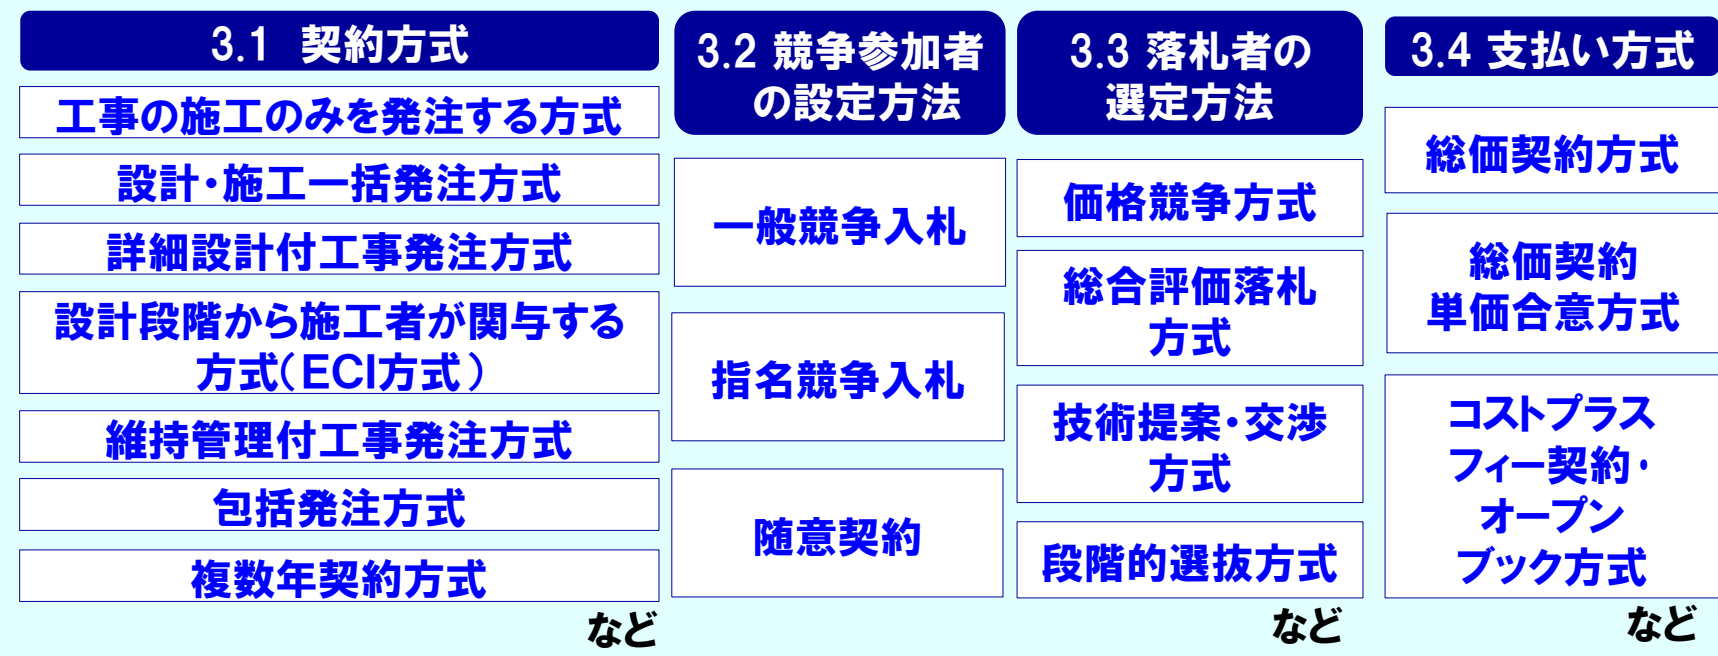 3.1 契約方式
工事の施工のみを発注する方式
設計・施工一括発注方式
詳細設計付工事発注方式
設計段階から施工者が関与する
方式(ECI方式)
維持管理付工事発注方式
包括発注方式
複数年契約方式
など
3.2 競争参加者
の設定方法
一般競争入札
指名競争入札
随意契約
3.3 落札者の
選定方法
価格競争方式
総合評価落札
方式
技術提案・交渉
方式
段階的選抜方式
など
3.4 支払い方式
総価契約方式
総価契約
単価合意方式
コストプラス
フィー契約・
オープン
ブック方式
など